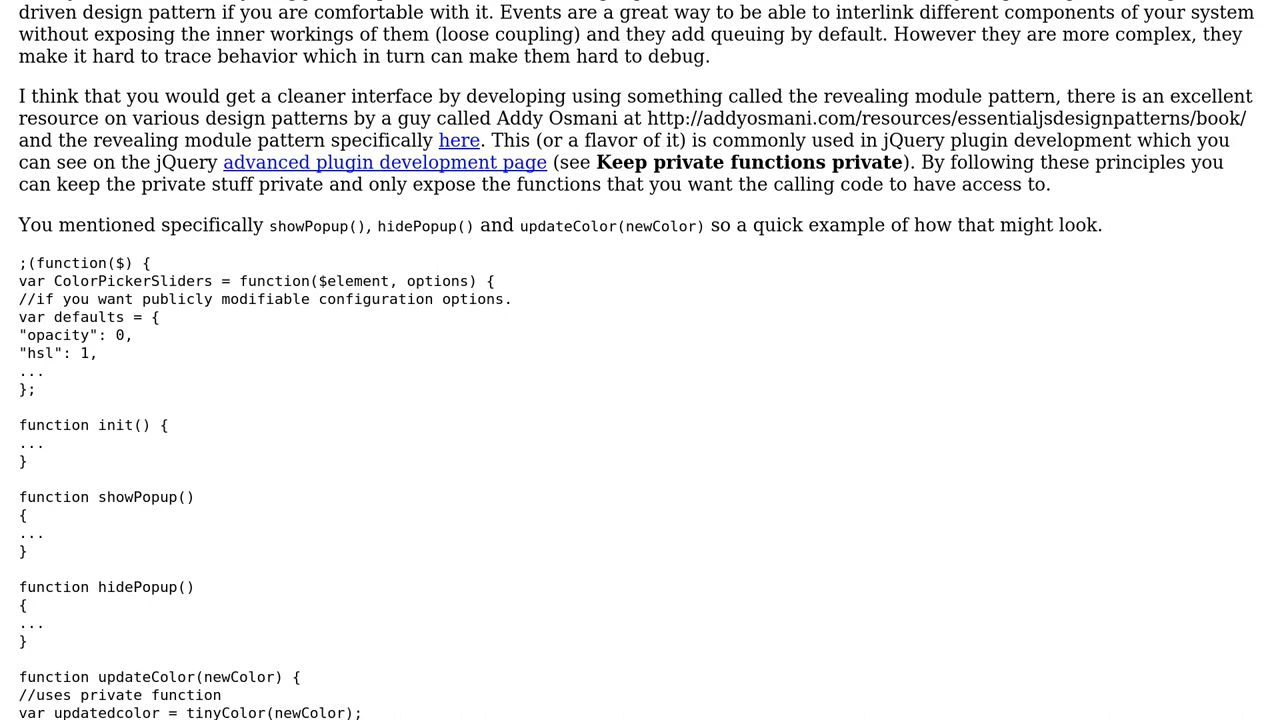 driven design pattern if you are comfortable with it. Events are a great way to be able to interlink different components of your system
without exposing the inner workings of them (loose coupling) and they add queuing by default. However they are more complex, they
make it hard to trace behavior which in turn can make them hard to debug.
I think that you would get a cleaner interface by developing using something called the revealing module pattern, there is an excellent
resource on various design patterns by a guy called Addy Osmani at http://addyosmani.com/resources/essentialjsdesignpatterns/book/
and the revealing module pattern specifically here. This (or a flavor of it) is commonly used in jQuery plugin development which you
can see on the jQuery advanced plugin development page (see Keep private functions private). By following these principles you
can keep the private stuff private and only expose the functions that you want the calling code to have access to.
You mentioned specifically showPopup(), hidePopup() and updateColor(newColor) so a quick example of how that might look.
;(function($) {
var ColorPickerSliders = function($element, options) {
//if you want publicly modifiable configuration options.
var defaults = {
"opacity": 0,
"hsl": 1,
...
};
function init() {
...
}
function showPopup()
{
...
}
function hidePopup()
{
...
}
function updateColor(newColor) {
//uses private function
var updatedcolor = tinyColor(newColor);